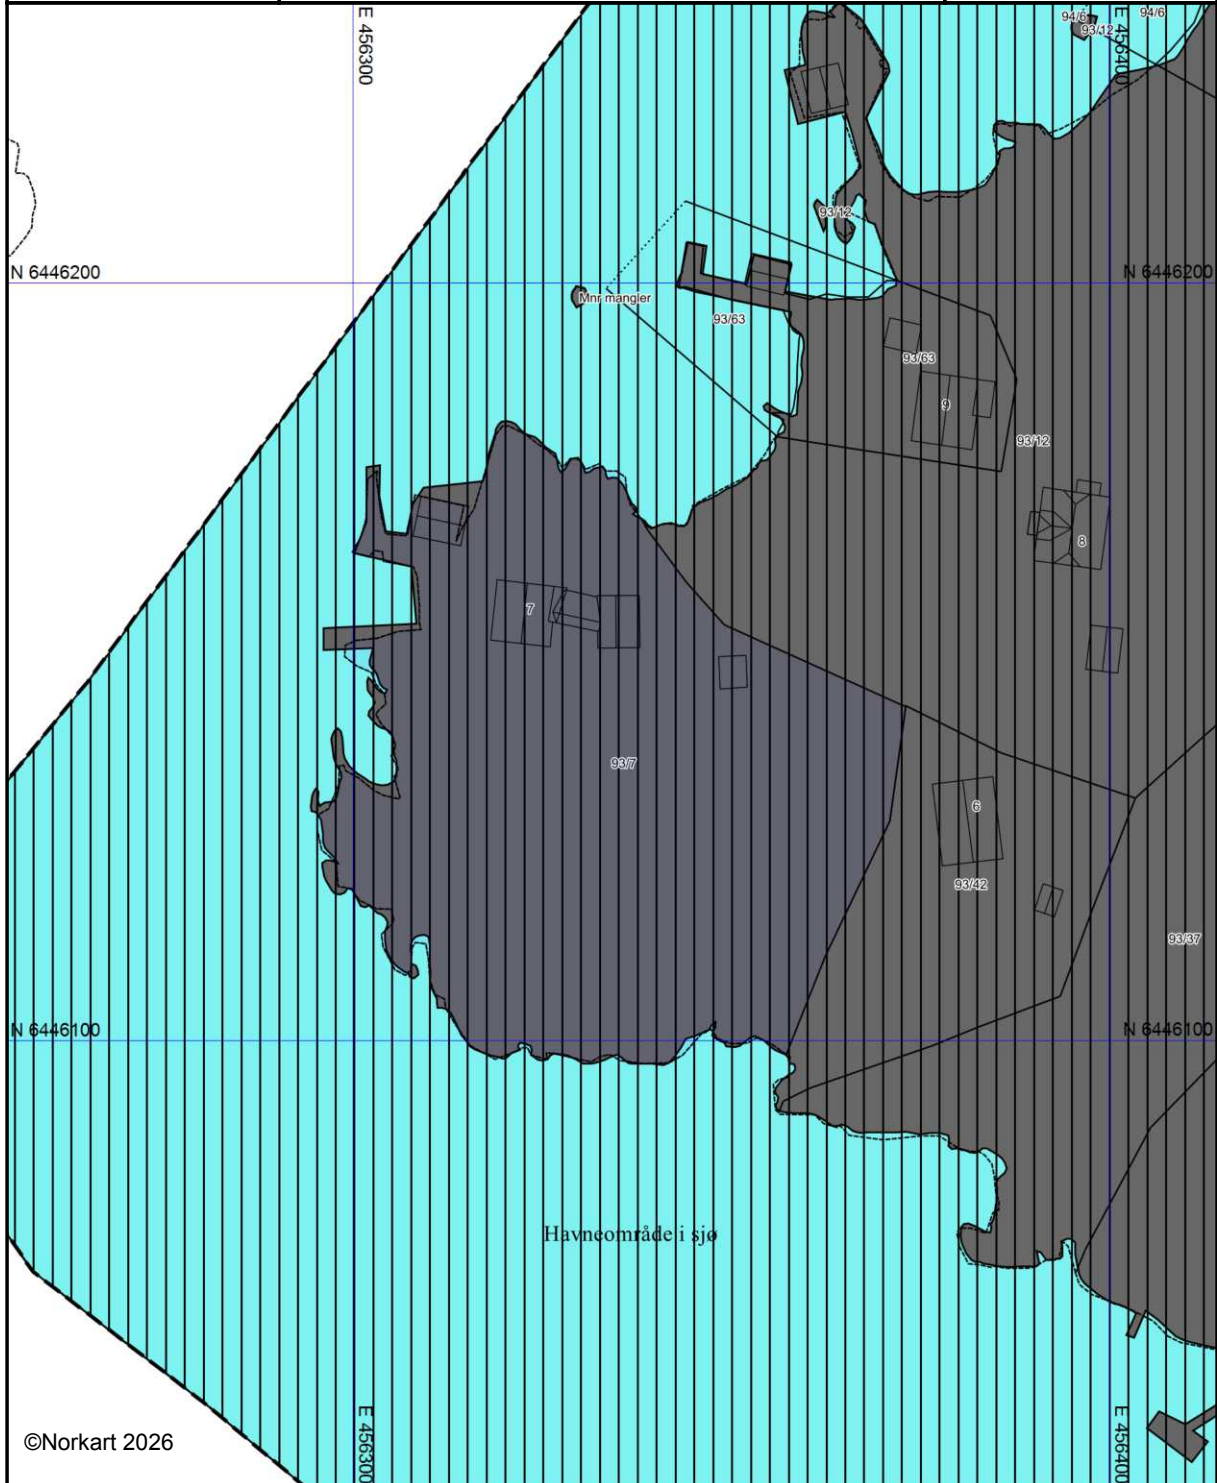 94/6
93/12
94/6
E 456300
E 456400
93/12
N 6446200
N 6446200
Mnr mangler
93/63
93/63
9
93/12
8
7
93/7
6
93/42
93/37
N 6446100
N 6446100
Havneområde i sjø
E 456300
E 456400
©Norkart 2026